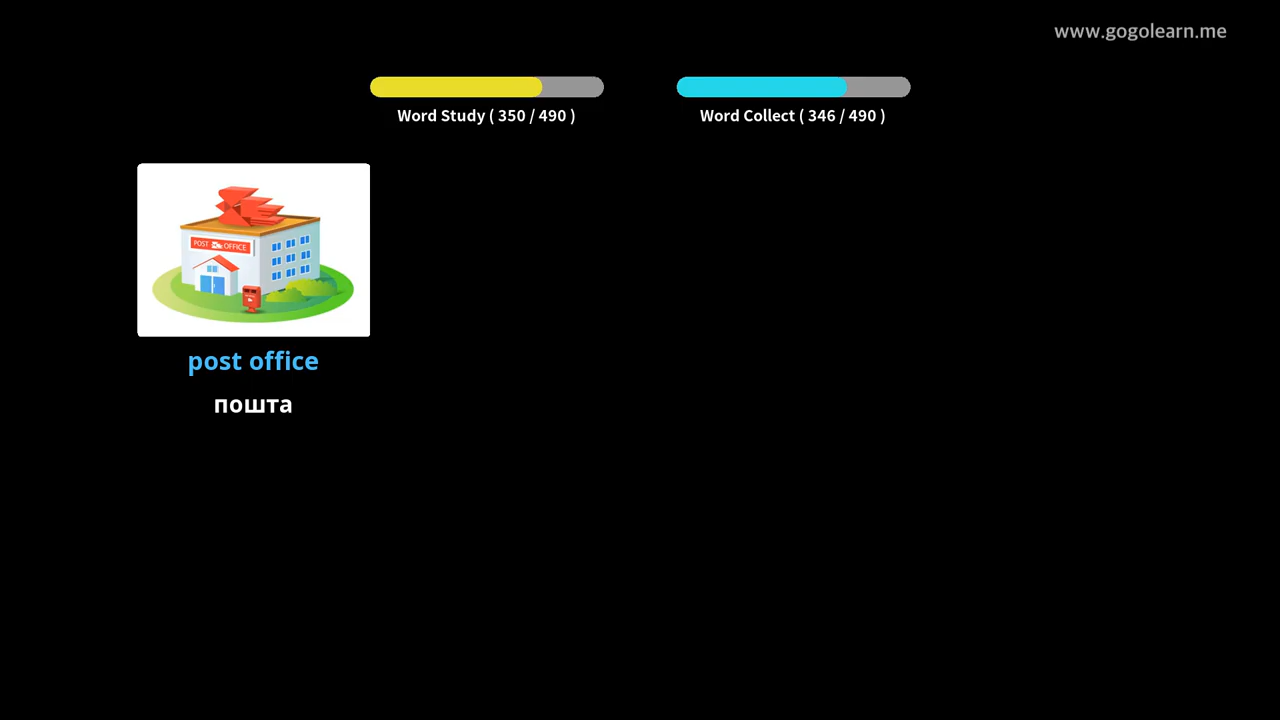 www.gogolearn.me
Word Study ( 350 / 490 )
Word Collect ( 346 / 490 )
POST OFFICE
post office
пошта